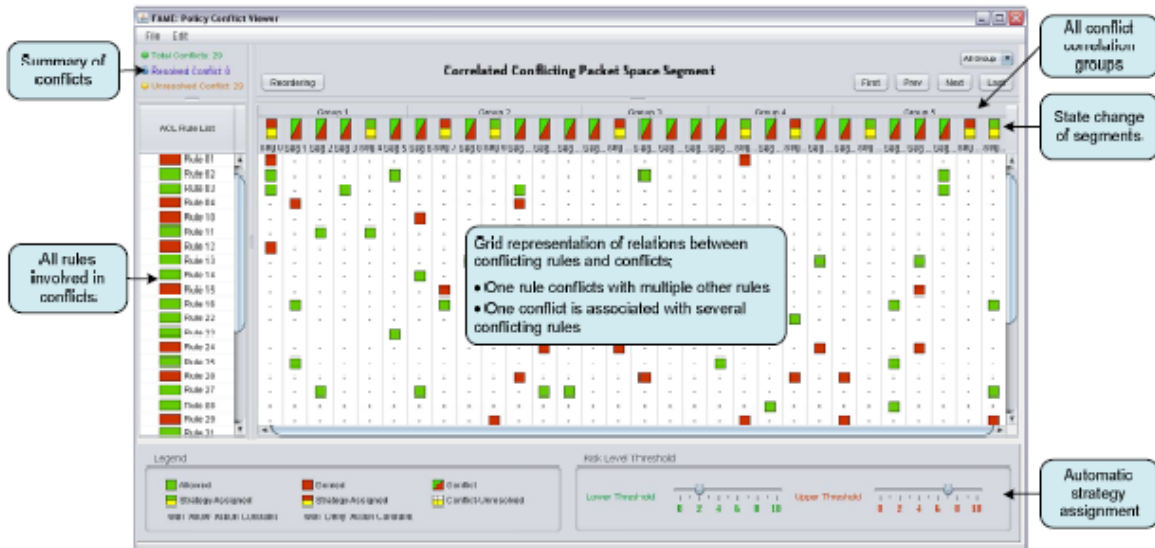 FAME: Policy Conflict Viewer
File Edit
Summary of
conflicts
Total Conflicts: 29
Resolved Conflict: 0
Unresolved Conflict: 29
Reordering
Correlated Conflicting Packet Space Segment
All Group
First Prev Next Last
All conflict
correlation
groups
State change
of segments.
ACL Rule List
Group 1 Group 2 Group 3 Group 4 Group 5
Rule 01
Rule 02
Rule 03
Rule 04
Rule 10
Rule 11
Rule 12
Rule 13
Rule 14
Rule 15
Rule 16
Rule 22
Rule 24
Rule 27
Rule 29
Rule 31
All rules
involved in
conflicts.
Grid representation of relations between
conflicting rules and conflicts;
• One rule conflicts with multiple other rules
• One conflict is associated with several
conflicting rules
Legend
Allowed
Denied
Conflict
Strategy-Assigned
Strategy-Assigned
Conflict-Unresolved
Risk Level Threshold
Lower Threshold
0 2 4 6 8 10
Upper Threshold
0 2 4 6 8 10
Automatic
strategy
assignment